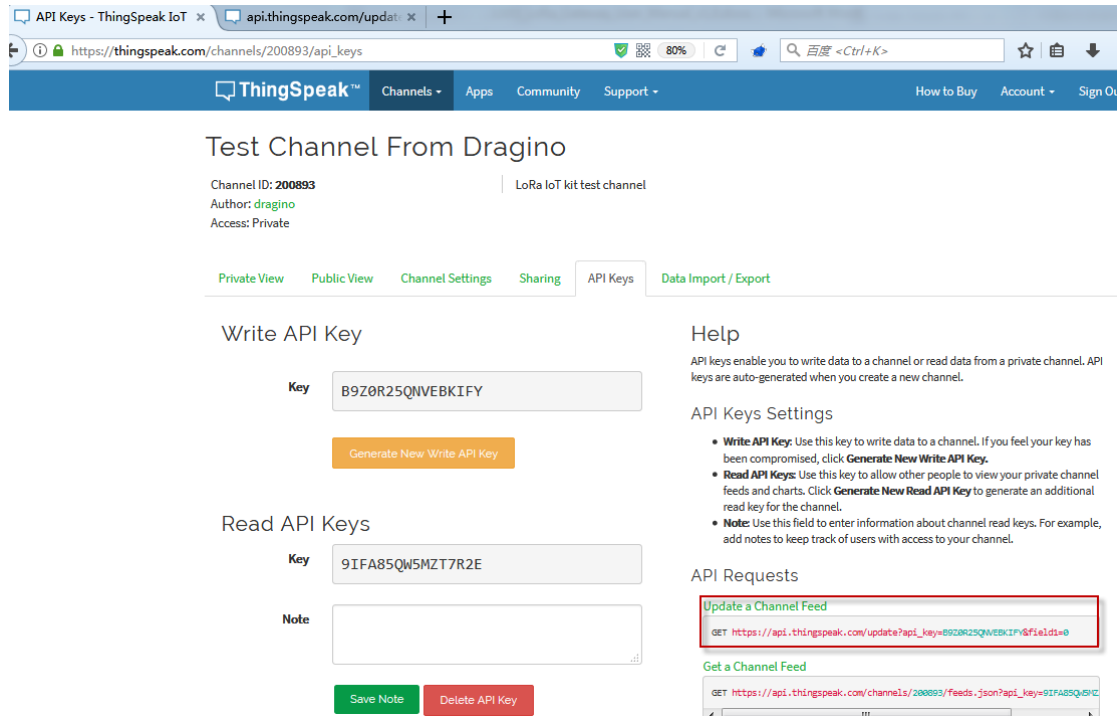 API Keys - ThingSpeak IoT ×
api.thingspeak.com/updat ×
https://thingspeak.com/channels/200893/api_keys
80%
百度 <Ctrl+K>
ThingSpeak™
Channels
Apps
Community
Support
How to Buy
Account
Sign Ou
Test Channel From Dragino
Channel ID: 200893
Author: dragino
Access: Private
LoRa IoT kit test channel
Private View
Public View
Channel Settings
Sharing
API Keys
Data Import / Export
Write API Key
Key
B9Z0R25QNVEBKIFY
Generate New Write API Key
Read API Keys
Key
9IFA85QW5MZT7R2E
Note
Save Note
Delete API Key
Help
API keys enable you to write data to a channel or read data from a private channel. API
keys are auto-generated when you create a new channel.
API Keys Settings
• Write API Key: Use this key to write data to a channel. If you feel your key has
been compromised, click Generate New Write API Key.
• Read API Keys: Use this key to allow other people to view your private channel
feeds and charts. Click Generate New Read API Key to generate an additional
read key for the channel.
• Note: Use this field to enter information about channel read keys. For example,
add notes to keep track of users with access to your channel.
API Requests
Update a Channel Feed
GET https://api.thingspeak.com/update?api_key=B9Z0R25QNVEBKIFY&field1=0
Get a Channel Feed
GET https://api.thingspeak.com/channels/200893/feeds.json?api_key=9IFA85QW5MZ